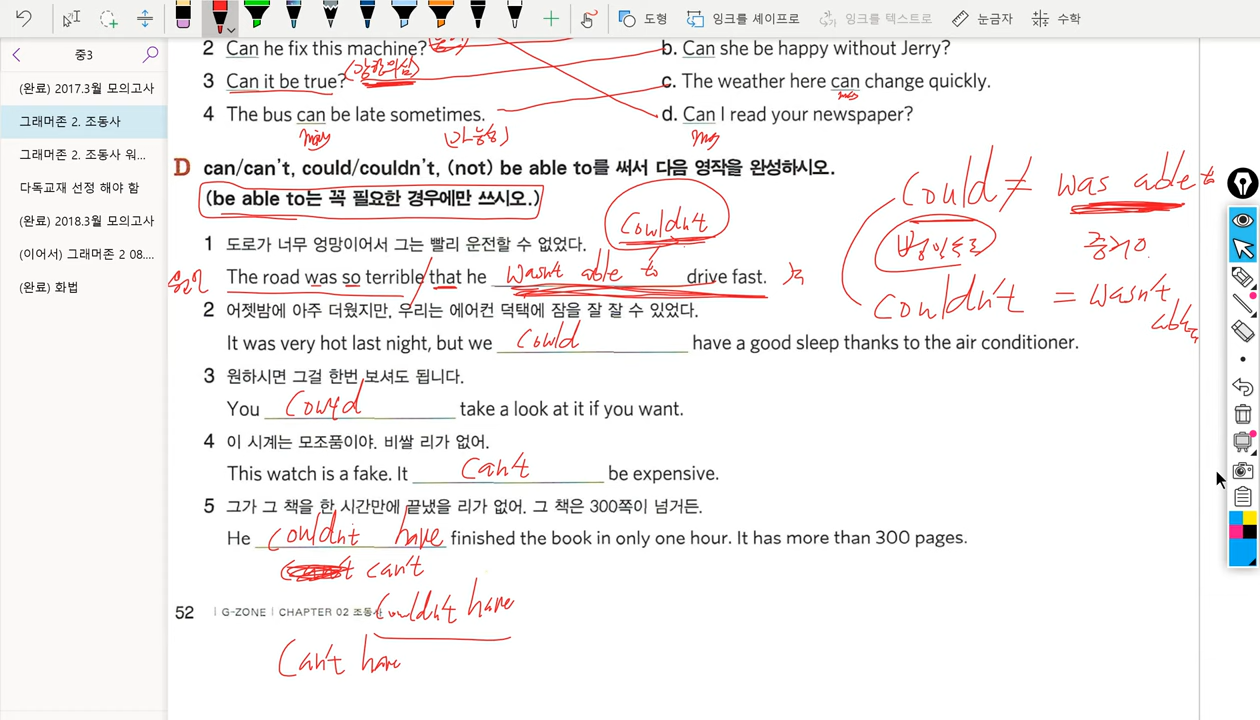 도형 잉크를 셰이프로 잉크를 텍스트로 눈금자 수학
중3
(완료) 2017.3월 모의고사
그래머존 2. 조동사
그래머존 2. 조동사 워...
다독교재 선정 해야 함
(완료) 2018.3월 모의고사
(이어서) 그래머존 2 08....
(완료) 화법
2 Can he fix this machine?
b. Can she be happy without Jerry?
3 Can it be true? (강한의심)
c. The weather here can change quickly.
4 The bus can be late sometimes.
d. Can I read your newspaper?
may
(가능성)
may
D can/can't, could/couldn't, (not) be able to를 써서 다음 영작을 완성하시오.
(be able to는 꼭 필요한 경우에만 쓰시오.)
Could ≠ was able to
couldn't
1 도로가 너무 엉망이어서 그는 빨리 운전할 수 없었다.
The road was so terrible that he wasn't able to drive fast.
couldn't = wasn't able to
2 어젯밤에 아주 더웠지만, 우리는 에어컨 덕택에 잠을 잘 잘 수 있었다.
It was very hot last night, but we could have a good sleep thanks to the air conditioner.
3 원하시면 그걸 한번 보셔도 됩니다.
You could take a look at it if you want.
4 이 시계는 모조품이야. 비쌀 리가 없어.
This watch is a fake. It can't be expensive.
5 그가 그 책을 한 시간만에 끝냈을 리가 없어. 그 책은 300쪽이 넘거든.
He couldn't have finished the book in only one hour. It has more than 300 pages.
can't
couldn't have
52 | G-ZONE | CHAPTER 02 조동사
can't have